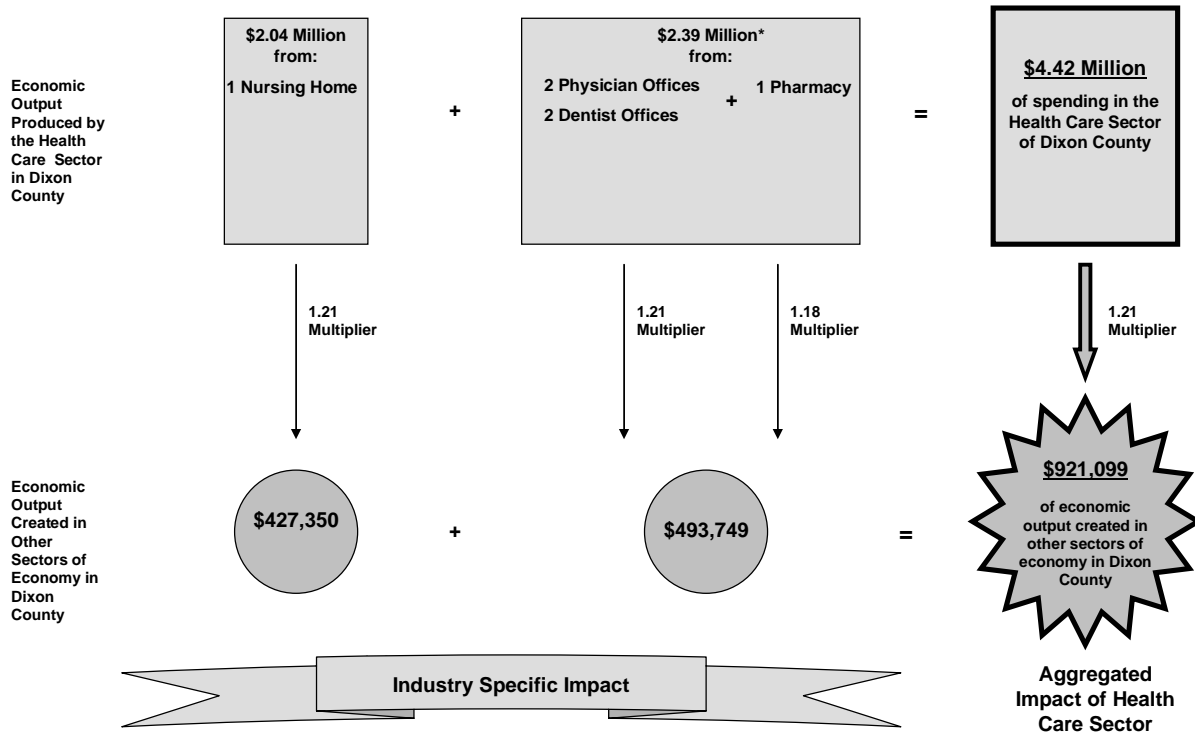 Economic
Output
Produced by
the Health
Care Sector
in Dixon
County
$2.04 Million
from:
1 Nursing Home
+
$2.39 Million*
from:
2 Physician Offices
2 Dentist Offices
+
1 Pharmacy
=
$4.42 Million
of spending in the
Health Care Sector
of Dixon County
1.21
Multiplier
1.21
Multiplier
1.18
Multiplier
1.21
Multiplier
Economic
Output
Created in
Other
Sectors of
Economy in
Dixon
County
$427,350
+
$493,749
=
$921,099
of economic
output created in
other sectors of
economy in Dixon
County
Industry Specific Impact
Aggregated
Impact of Health
Care Sector